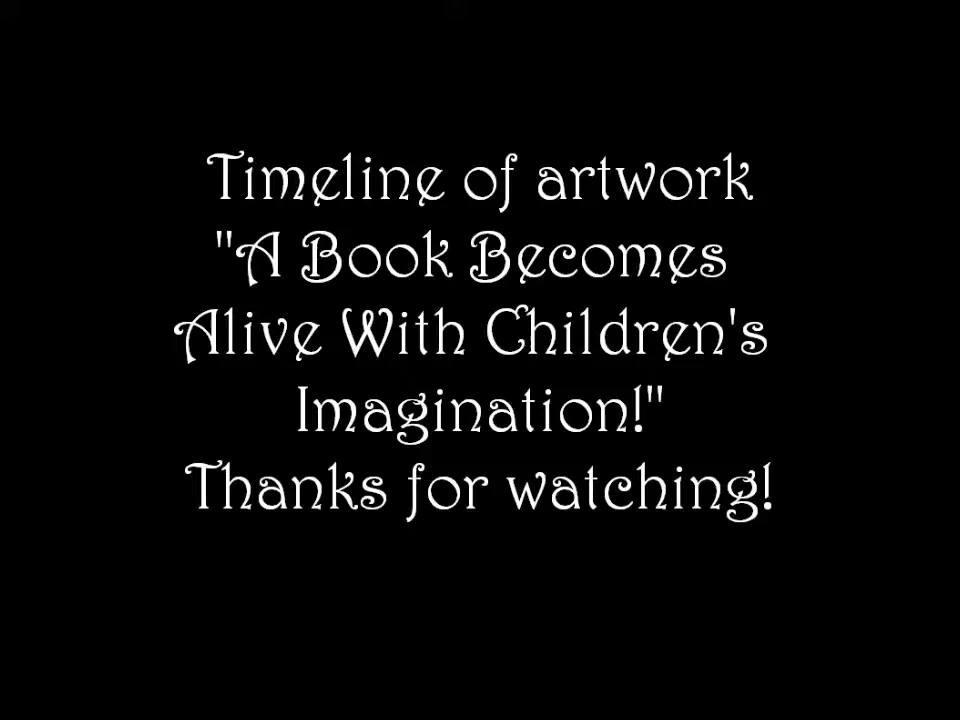 Timeline of artwork
"A Book Becomes
Alive With Children's
Imagination!"
Thanks for watching!